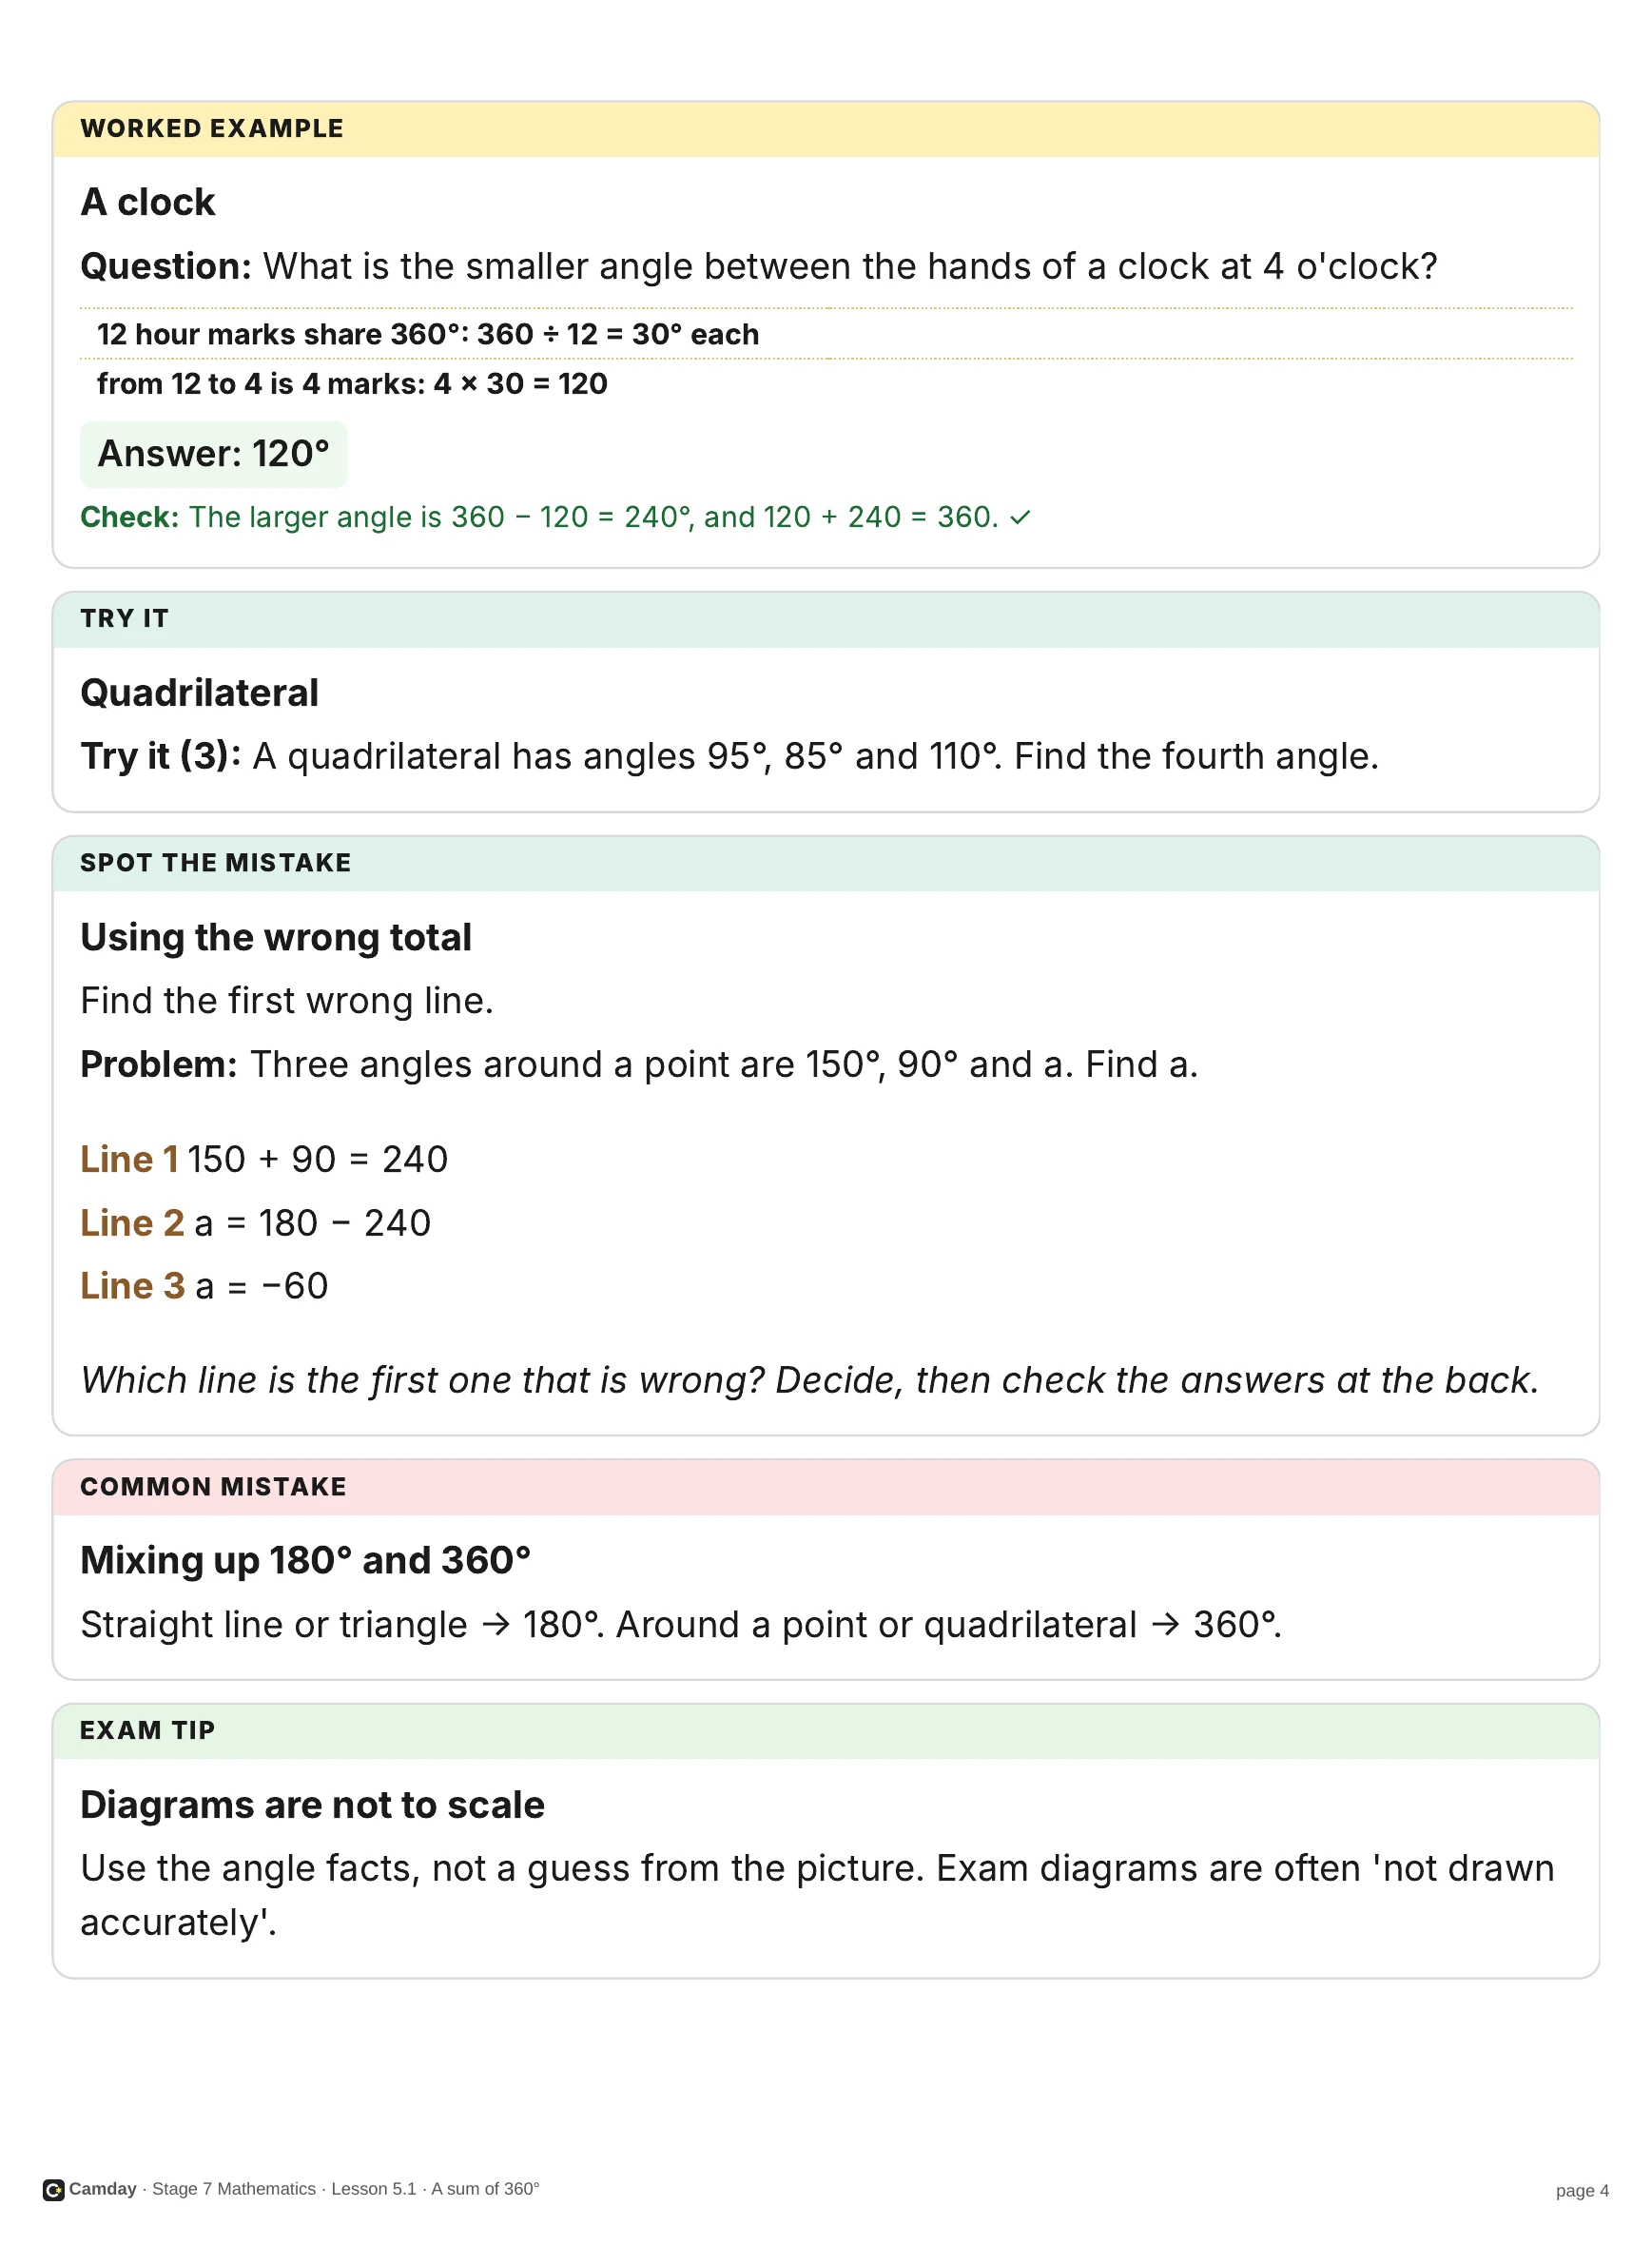 WORKED EXAMPLE
A clock
Question: What is the smaller angle between the hands of a clock at 4 o'clock?
12 hour marks share 360°: 360 ÷ 12 = 30° each
from 12 to 4 is 4 marks: 4 × 30 = 120
Answer: 120°
Check: The larger angle is 360 − 120 = 240°, and 120 + 240 = 360. ✓
TRY IT
Quadrilateral
Try it (3): A quadrilateral has angles 95°, 85° and 110°. Find the fourth angle.
SPOT THE MISTAKE
Using the wrong total
Find the first wrong line.
Problem: Three angles around a point are 150°, 90° and a. Find a.
Line 1 150 + 90 = 240
Line 2 a = 180 − 240
Line 3 a = −60
Which line is the first one that is wrong? Decide, then check the answers at the back.
COMMON MISTAKE
Mixing up 180° and 360°
Straight line or triangle → 180°. Around a point or quadrilateral → 360°.
EXAM TIP
Diagrams are not to scale
Use the angle facts, not a guess from the picture. Exam diagrams are often 'not drawn
accurately'.
Camday · Stage 7 Mathematics · Lesson 5.1 · A sum of 360°
page 4